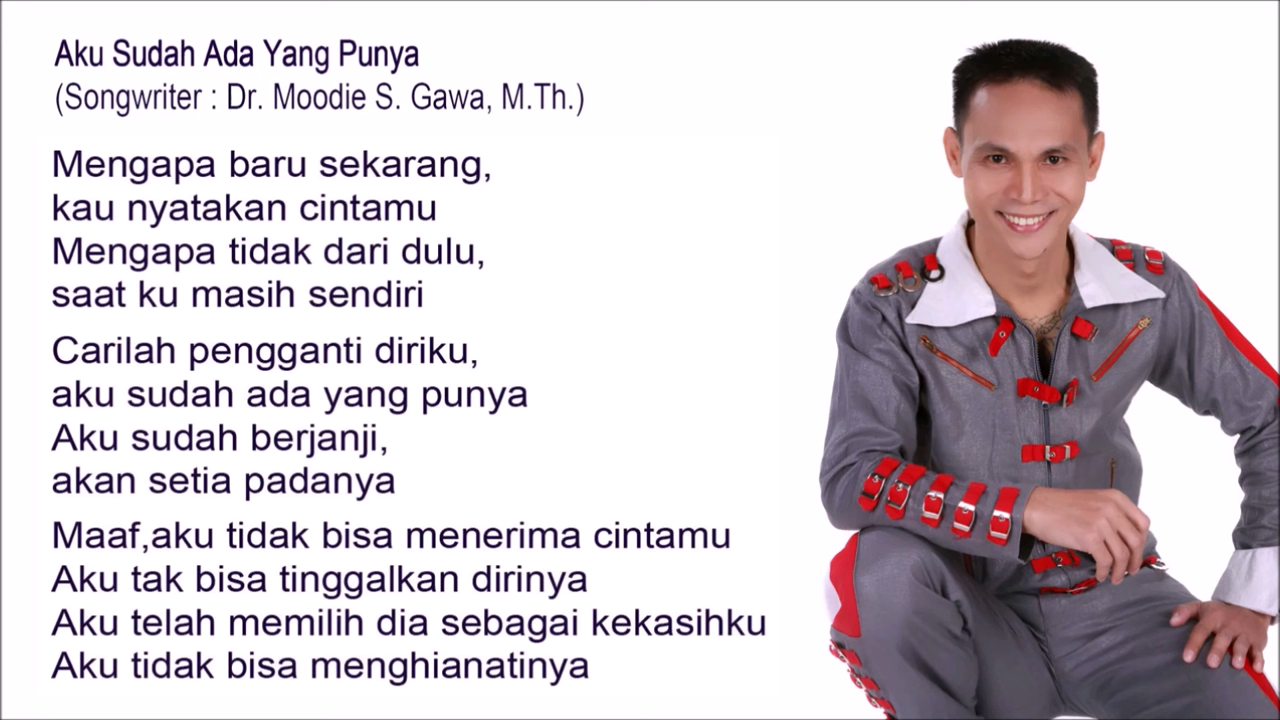 Aku Sudah Ada Yang Punya
(Songwriter : Dr. Moodie S. Gawa, M.Th.)
Mengapa baru sekarang,
kau nyatakan cintamu
Mengapa tidak dari dulu,
saat ku masih sendiri
Carilah pengganti diriku,
aku sudah ada yang punya
Aku sudah berjanji,
akan setia padanya
Maaf,aku tidak bisa menerima cintamu
Aku tak bisa tinggalkan dirinya
Aku telah memilih dia sebagai kekasihku
Aku tidak bisa menghianatinya